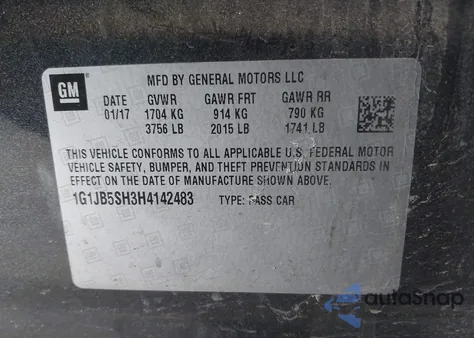 GM
MFD BY GENERAL MOTORS LLC
DATE GVWR GAWR FRT GAWR RR
01/17 1704 KG 914 KG 790 KG
3756 LB 2015 LB 1741 LB
THIS VEHICLE CONFORMS TO ALL APPLICABLE U.S. FEDERAL MOTOR
VEHICLE SAFETY, BUMPER, AND THEFT PREVENTION STANDARDS IN
EFFECT ON THE DATE OF MANUFACTURE SHOWN ABOVE.
1G1JB5SH3H4142483 TYPE: PASS CAR
autoSnap